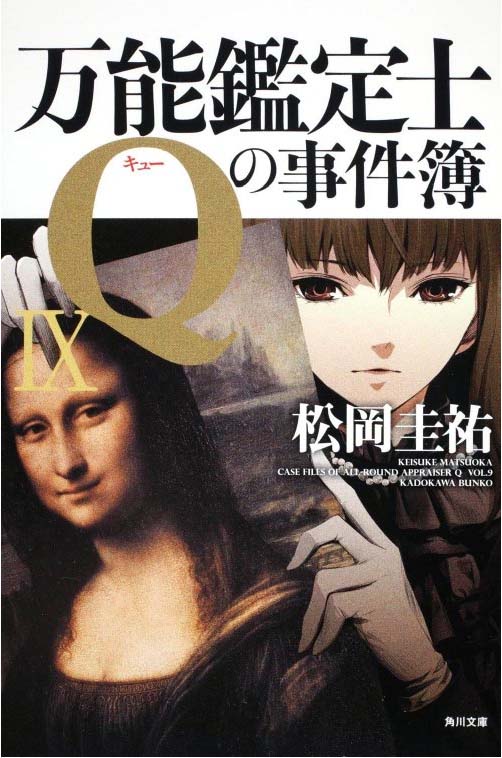 万能鑑定士
Q
キュー
の事件簿
IX
松岡圭祐
KEISUKE MATSUOKA
CASE FILES OF ALL-ROUND APPRAISER Q VOL.9
KADOKAWA BUNKO
角川文庫